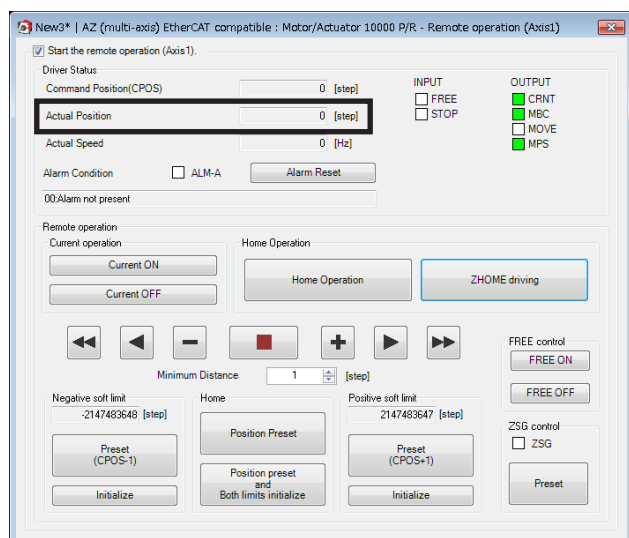 New3* | AZ (multi-axis) EtherCAT compatible : Motor/Actuator 10000 P/R - Remote operation (Axis1)
Start the remote operation (Axis1).
Driver Status
Command Position(CPOS) 0 [step]
Actual Position 0 [step]
Actual Speed 0 [Hz]
Alarm Condition ALM-A Alarm Reset
00:Alarm not present
INPUT
FREE
STOP
OUTPUT
CRNT
MBC
MOVE
MPS
Remote operation
Current operation
Current ON
Current OFF
Home Operation
Home Operation
ZHOME driving
Minimum Distance 1 [step]
FREE control
FREE ON
FREE OFF
Negative soft limit
-2147483648 [step]
Preset
(CPOS-1)
Initialize
Home
Position Preset
Position preset
and
Both limits initialize
Positive soft limit
2147483647 [step]
Preset
(CPOS+1)
Initialize
ZSG control
ZSG
Preset